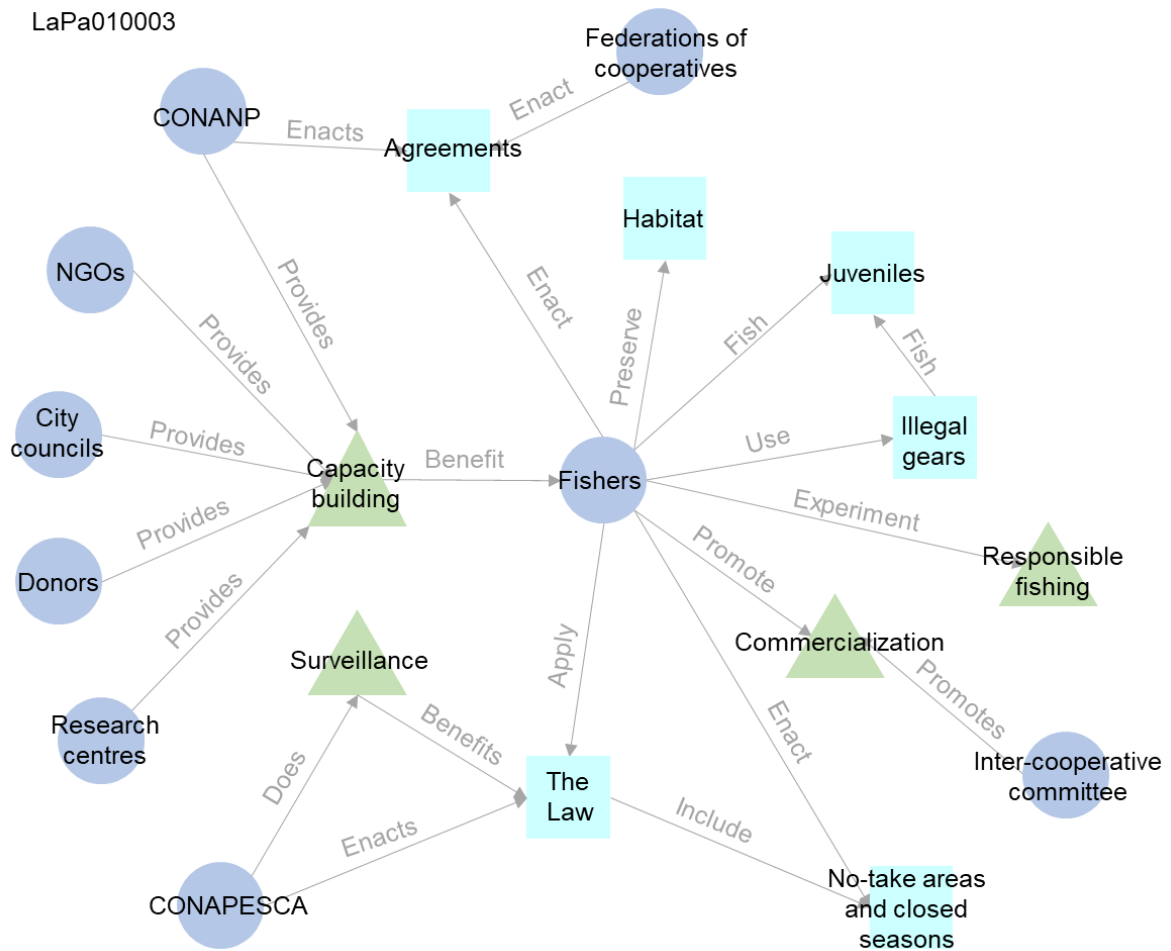 LaPa010003
Federations of
cooperatives
CONANP
Enacts
Enact
Agreements
Habitat
NGOs
Juveniles
Provides
Provides
Enact
Preserve
Fish
Fish
City
councils
Provides
Capacity
building
Benefit
Fishers
Use
Illegal
gears
Experiment
Donors
Provides
Provides
Promote
Responsible
fishing
Surveillance
Apply
Commercialization
Promotes
Research
centres
Benefits
Enact
Inter-cooperative
committee
Does
The
Law
Enacts
Include
CONAPESCA
No-take areas
and closed
seasons